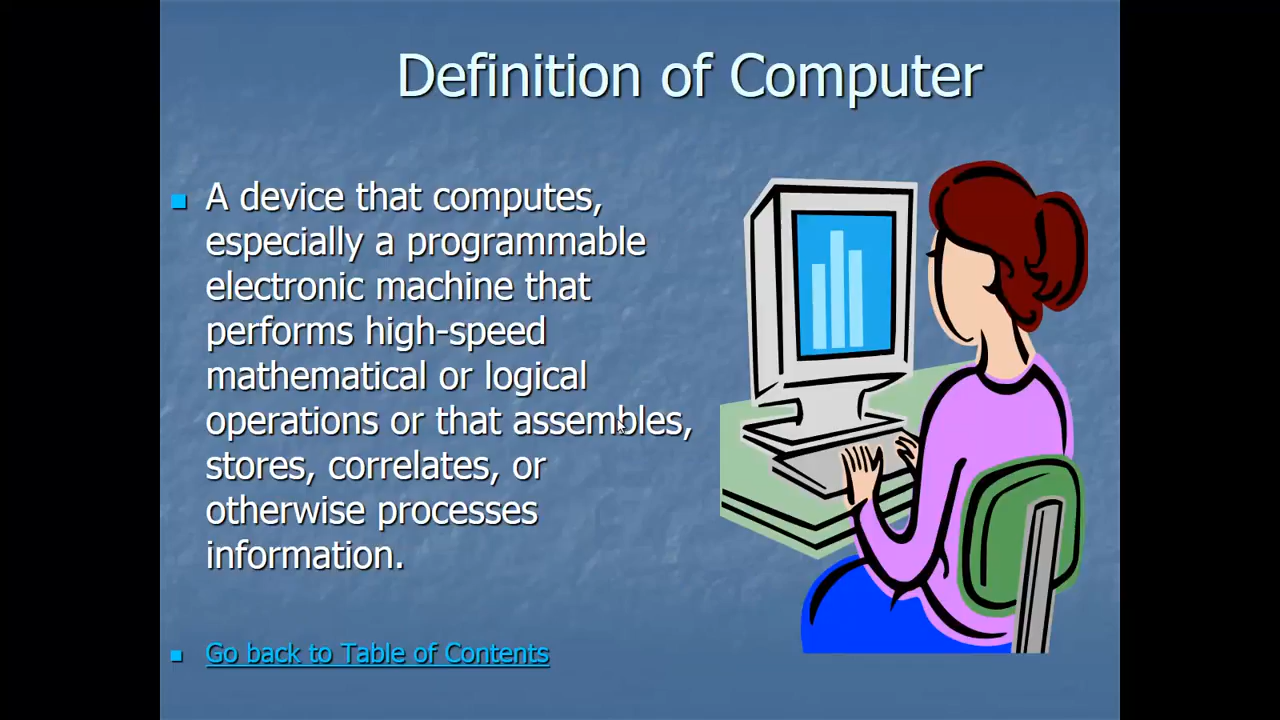 Definition of Computer
A device that computes,
especially a programmable
electronic machine that
performs high-speed
mathematical or logical
operations or that assembles,
stores, correlates, or
otherwise processes
information.
Go back to Table of Contents